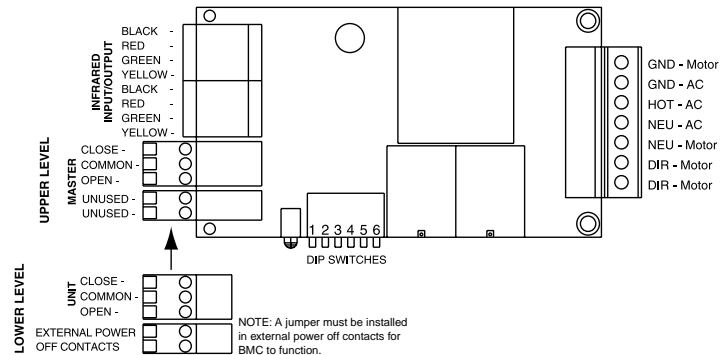 BLACK -
RED -
GREEN -
YELLOW -
BLACK -
RED -
GREEN -
YELLOW -
INFRARED
INPUT/OUTPUT
UPPER LEVEL
MASTER
CLOSE -
COMMON -
OPEN -
UNUSED -
UNUSED -
GND - Motor
GND - AC
HOT - AC
NEU - AC
NEU - Motor
DIR - Motor
DIR - Motor
1 2 3 4 5 6
DIP SWITCHES
LOWER LEVEL
UNIT
CLOSE -
COMMON -
OPEN -
EXTERNAL POWER
OFF CONTACTS
NOTE: A jumper must be installed
in external power off contacts for
BMC to function.